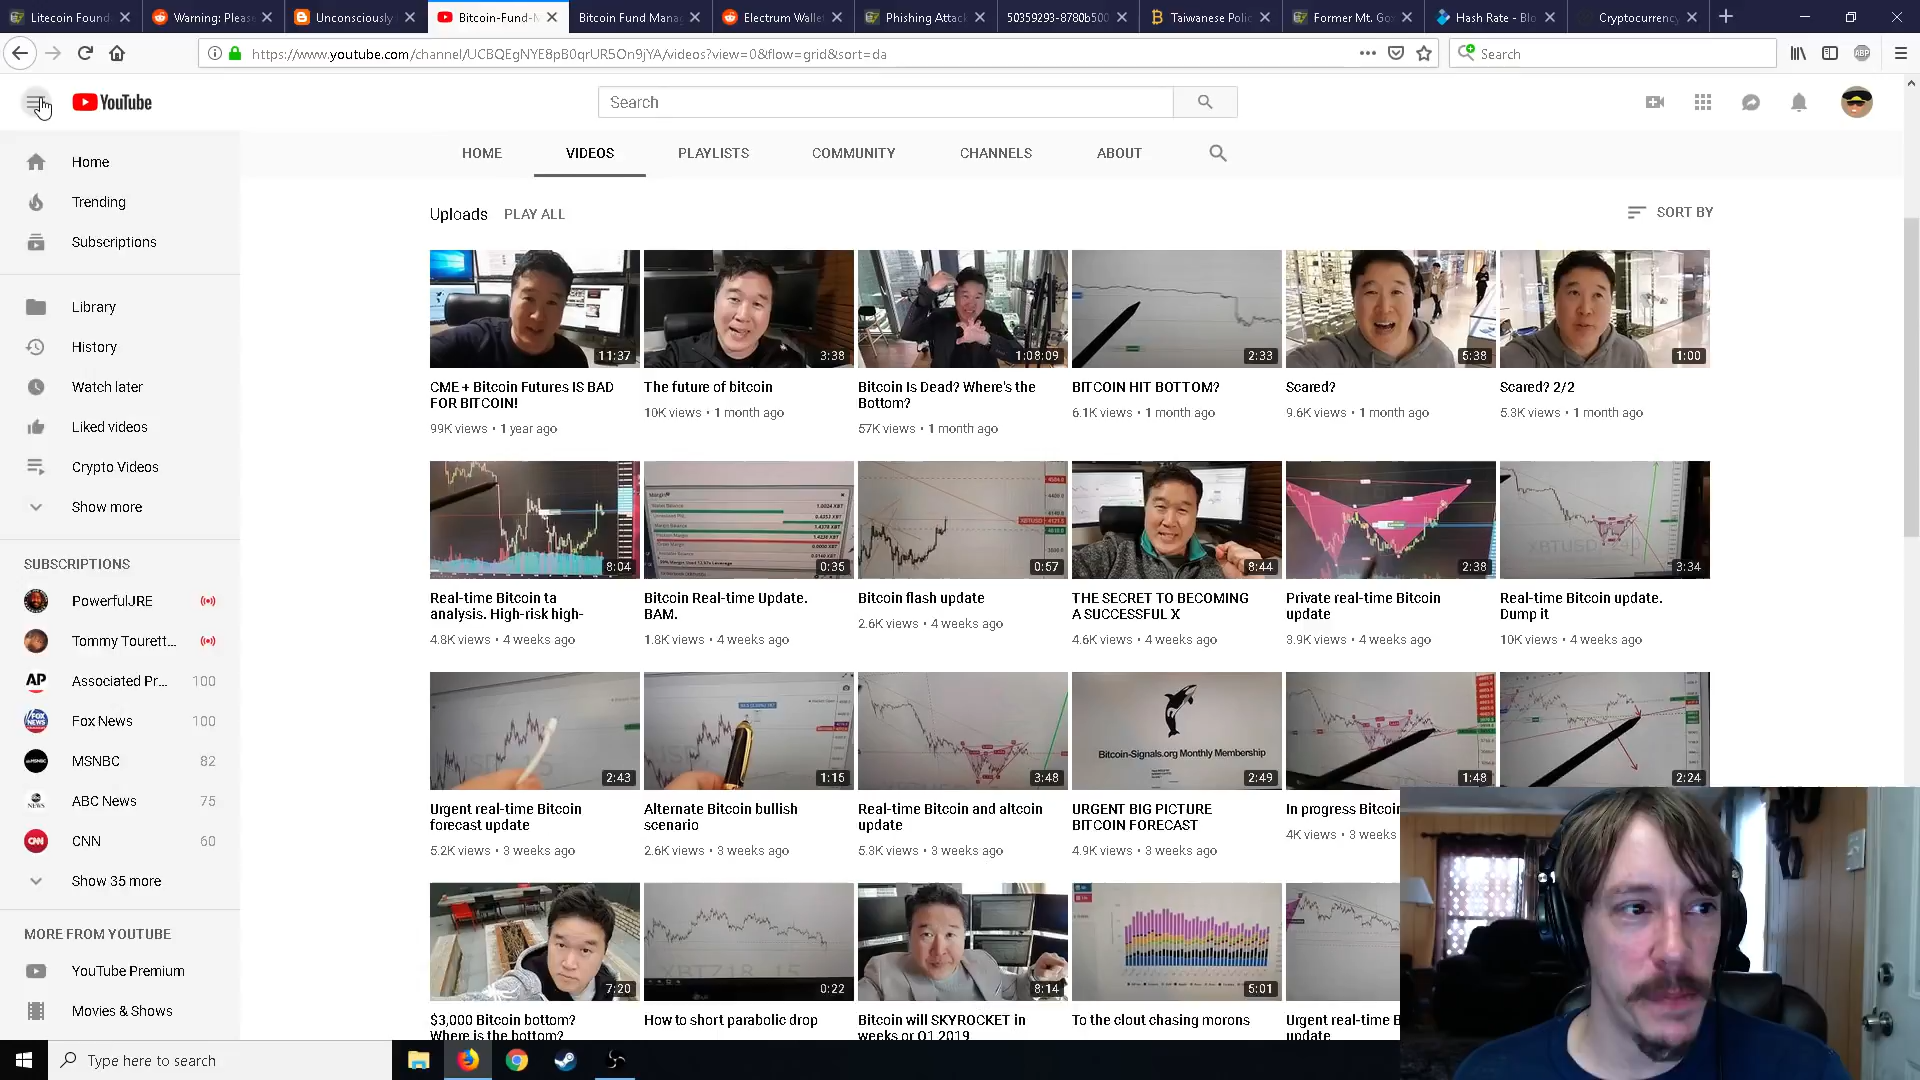 Litecoin Found
Warning: Pleas
Unconsciously
Bitcoin-Fund-M
Bitcoin Fund Mana
Electrum Walle
Phishing Attac
50359293-8780b500
Taiwanese Polic
Former Mt. Go
Hash Rate - Blo
Cryptocurrency
https://www.youtube.com/channel/UCBQEgNYE8pB0qrUR5On9jYA/videos?view=0&flow=grid&sort=da
Search
ABP
YouTube
Search
HOME VIDEOS PLAYLISTS COMMUNITY CHANNELS ABOUT
Home
Trending
Subscriptions
Library
History
Watch later
Liked videos
Crypto Videos
Show more
SUBSCRIPTIONS
PowerfulJRE
Tommy Tourett...
AP Associated Pr... 100
Fox News 100
MSNBC 82
ABC News 75
CNN 60
Show 35 more
MORE FROM YOUTUBE
YouTube Premium
Movies & Shows
Uploads PLAY ALL
SORT BY
11:37
3:38
1:08:09
2:33
5:38
1:00
CME + Bitcoin Futures IS BAD
FOR BITCOIN!
99K views • 1 year ago
The future of bitcoin
10K views • 1 month ago
Bitcoin Is Dead? Where's the
Bottom?
57K views • 1 month ago
BITCOIN HIT BOTTOM?
6.1K views • 1 month ago
Scared?
9.6K views • 1 month ago
Scared? 2/2
5.3K views • 1 month ago
8:04
0:35
0:57
8:44
2:38
3:34
Real-time Bitcoin ta
analysis. High-risk high-
4.8K views • 4 weeks ago
Bitcoin Real-time Update.
BAM.
1.8K views • 4 weeks ago
Bitcoin flash update
2.6K views • 4 weeks ago
THE SECRET TO BECOMING
A SUCCESSFUL X
4.6K views • 4 weeks ago
Private real-time Bitcoin
update
3.9K views • 4 weeks ago
Real-time Bitcoin update.
Dump it
10K views • 4 weeks ago
2:43
1:15
3:48
Bitcoin-Signals.org Monthly Membership
2:49
1:48
2:24
Urgent real-time Bitcoin
forecast update
5.2K views • 3 weeks ago
Alternate Bitcoin bullish
scenario
2.6K views • 3 weeks ago
Real-time Bitcoin and altcoin
update
5.3K views • 3 weeks ago
URGENT BIG PICTURE
BITCOIN FORECAST
4.9K views • 3 weeks ago
In progress Bitcoin
4K views • 3 weeks
7:20
0:22
8:14
5:01
$3,000 Bitcoin bottom?
Where is the bottom?
How to short parabolic drop
Bitcoin will SKYROCKET in
weeks or Q1 2019
To the clout chasing morons
Urgent real-time B
update
Type here to search